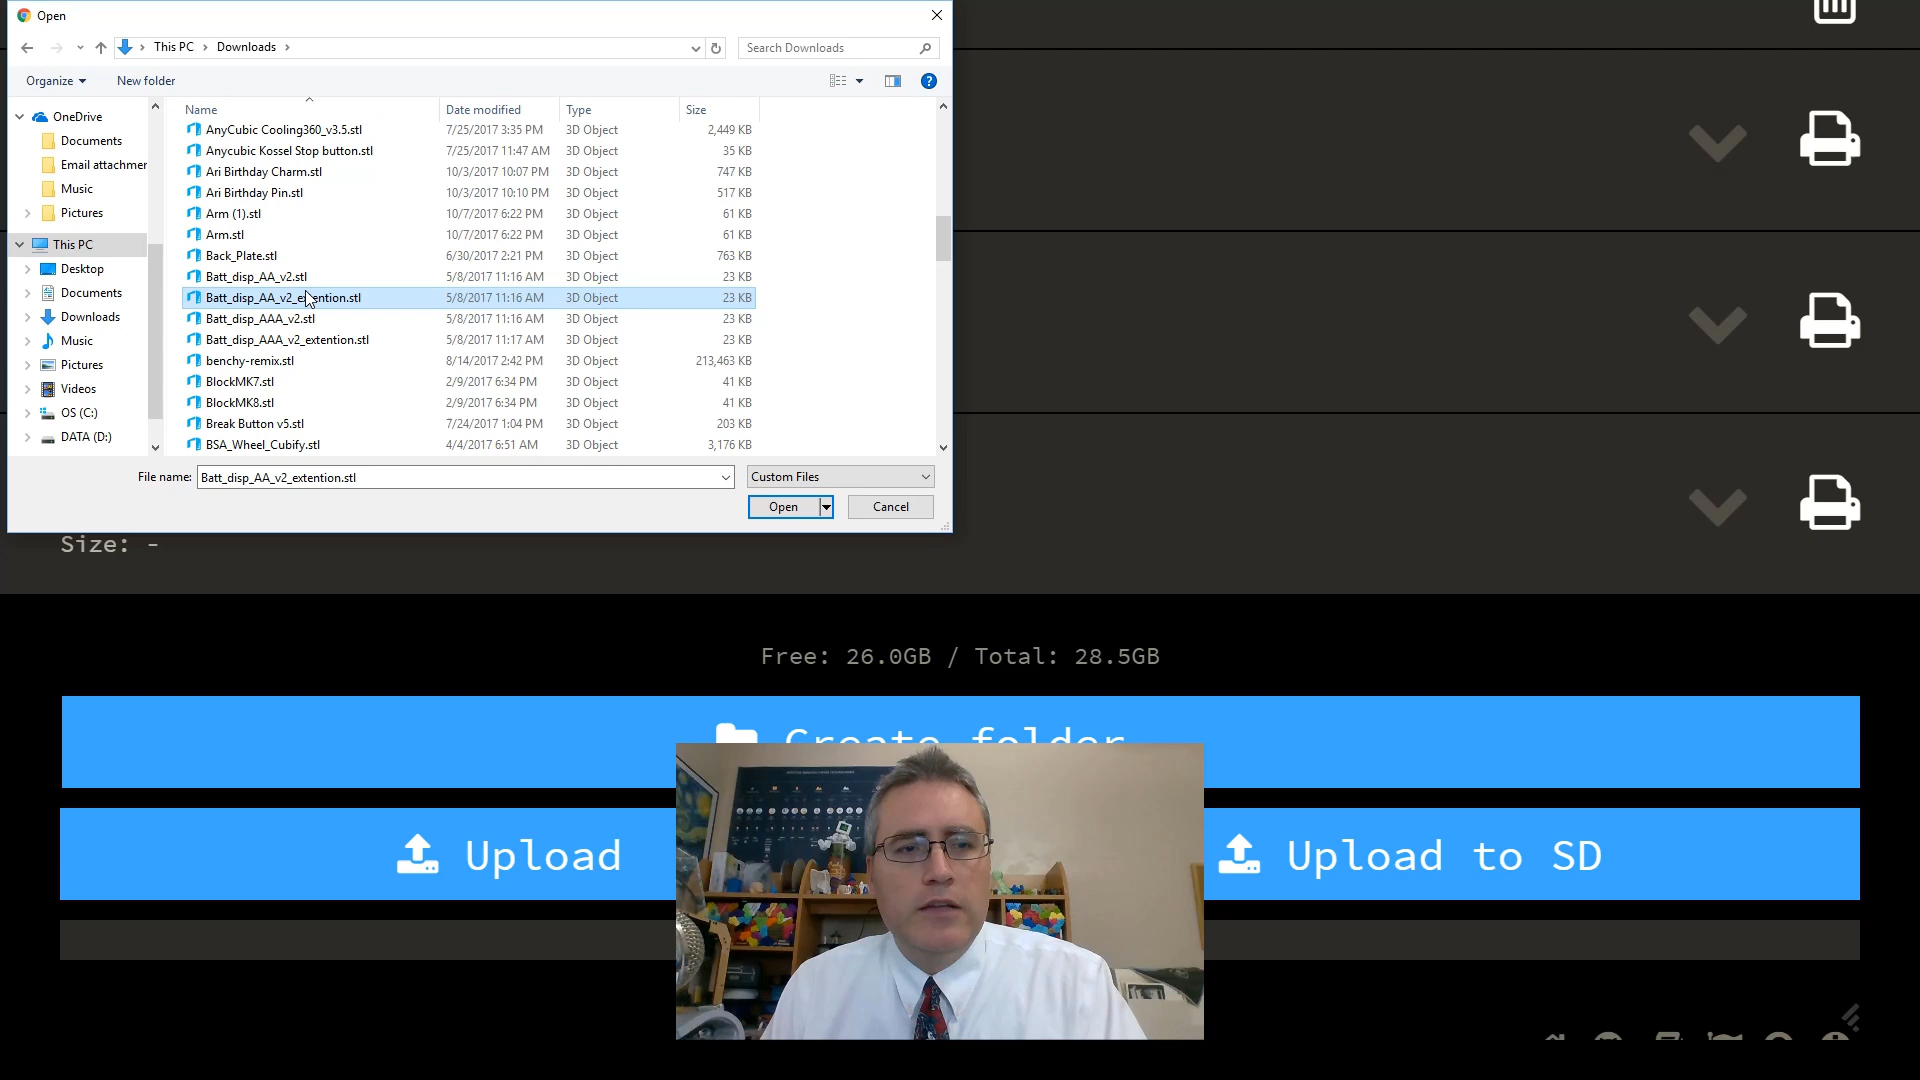 Open
This PC > Downloads >
Search Downloads
Organize
New folder
Name Date modified Type Size
OneDrive
Documents
Email attachmer
Music
Pictures
This PC
Desktop
Documents
Downloads
Music
Pictures
Videos
OS (C:)
DATA (D:)
AnyCubic Cooling360_v3.5.stl 7/25/2017 3:35 PM 3D Object 2,449 KB
Anycubic Kossel Stop button.stl 7/25/2017 11:47 AM 3D Object 35 KB
Ari Birthday Charm.stl 10/3/2017 10:07 PM 3D Object 747 KB
Ari Birthday Pin.stl 10/3/2017 10:10 PM 3D Object 517 KB
Arm (1).stl 10/7/2017 6:22 PM 3D Object 61 KB
Arm.stl 10/7/2017 6:22 PM 3D Object 61 KB
Back_Plate.stl 6/30/2017 2:21 PM 3D Object 763 KB
Batt_disp_AA_v2.stl 5/8/2017 11:16 AM 3D Object 23 KB
Batt_disp_AA_v2_extention.stl 5/8/2017 11:16 AM 3D Object 23 KB
Batt_disp_AAA_v2.stl 5/8/2017 11:16 AM 3D Object 23 KB
Batt_disp_AAA_v2_extention.stl 5/8/2017 11:17 AM 3D Object 23 KB
benchy-remix.stl 8/14/2017 2:42 PM 3D Object 213,463 KB
BlockMK7.stl 2/9/2017 6:34 PM 3D Object 41 KB
BlockMK8.stl 2/9/2017 6:34 PM 3D Object 41 KB
Break Button v5.stl 7/24/2017 1:04 PM 3D Object 203 KB
BSA_Wheel_Cubify.stl 4/4/2017 6:51 AM 3D Object 3,176 KB
File name: Batt_disp_AA_v2_extention.stl
Custom Files
Open
Cancel
Size: -
Free: 26.0GB / Total: 28.5GB
Create folder
Upload
Upload to SD